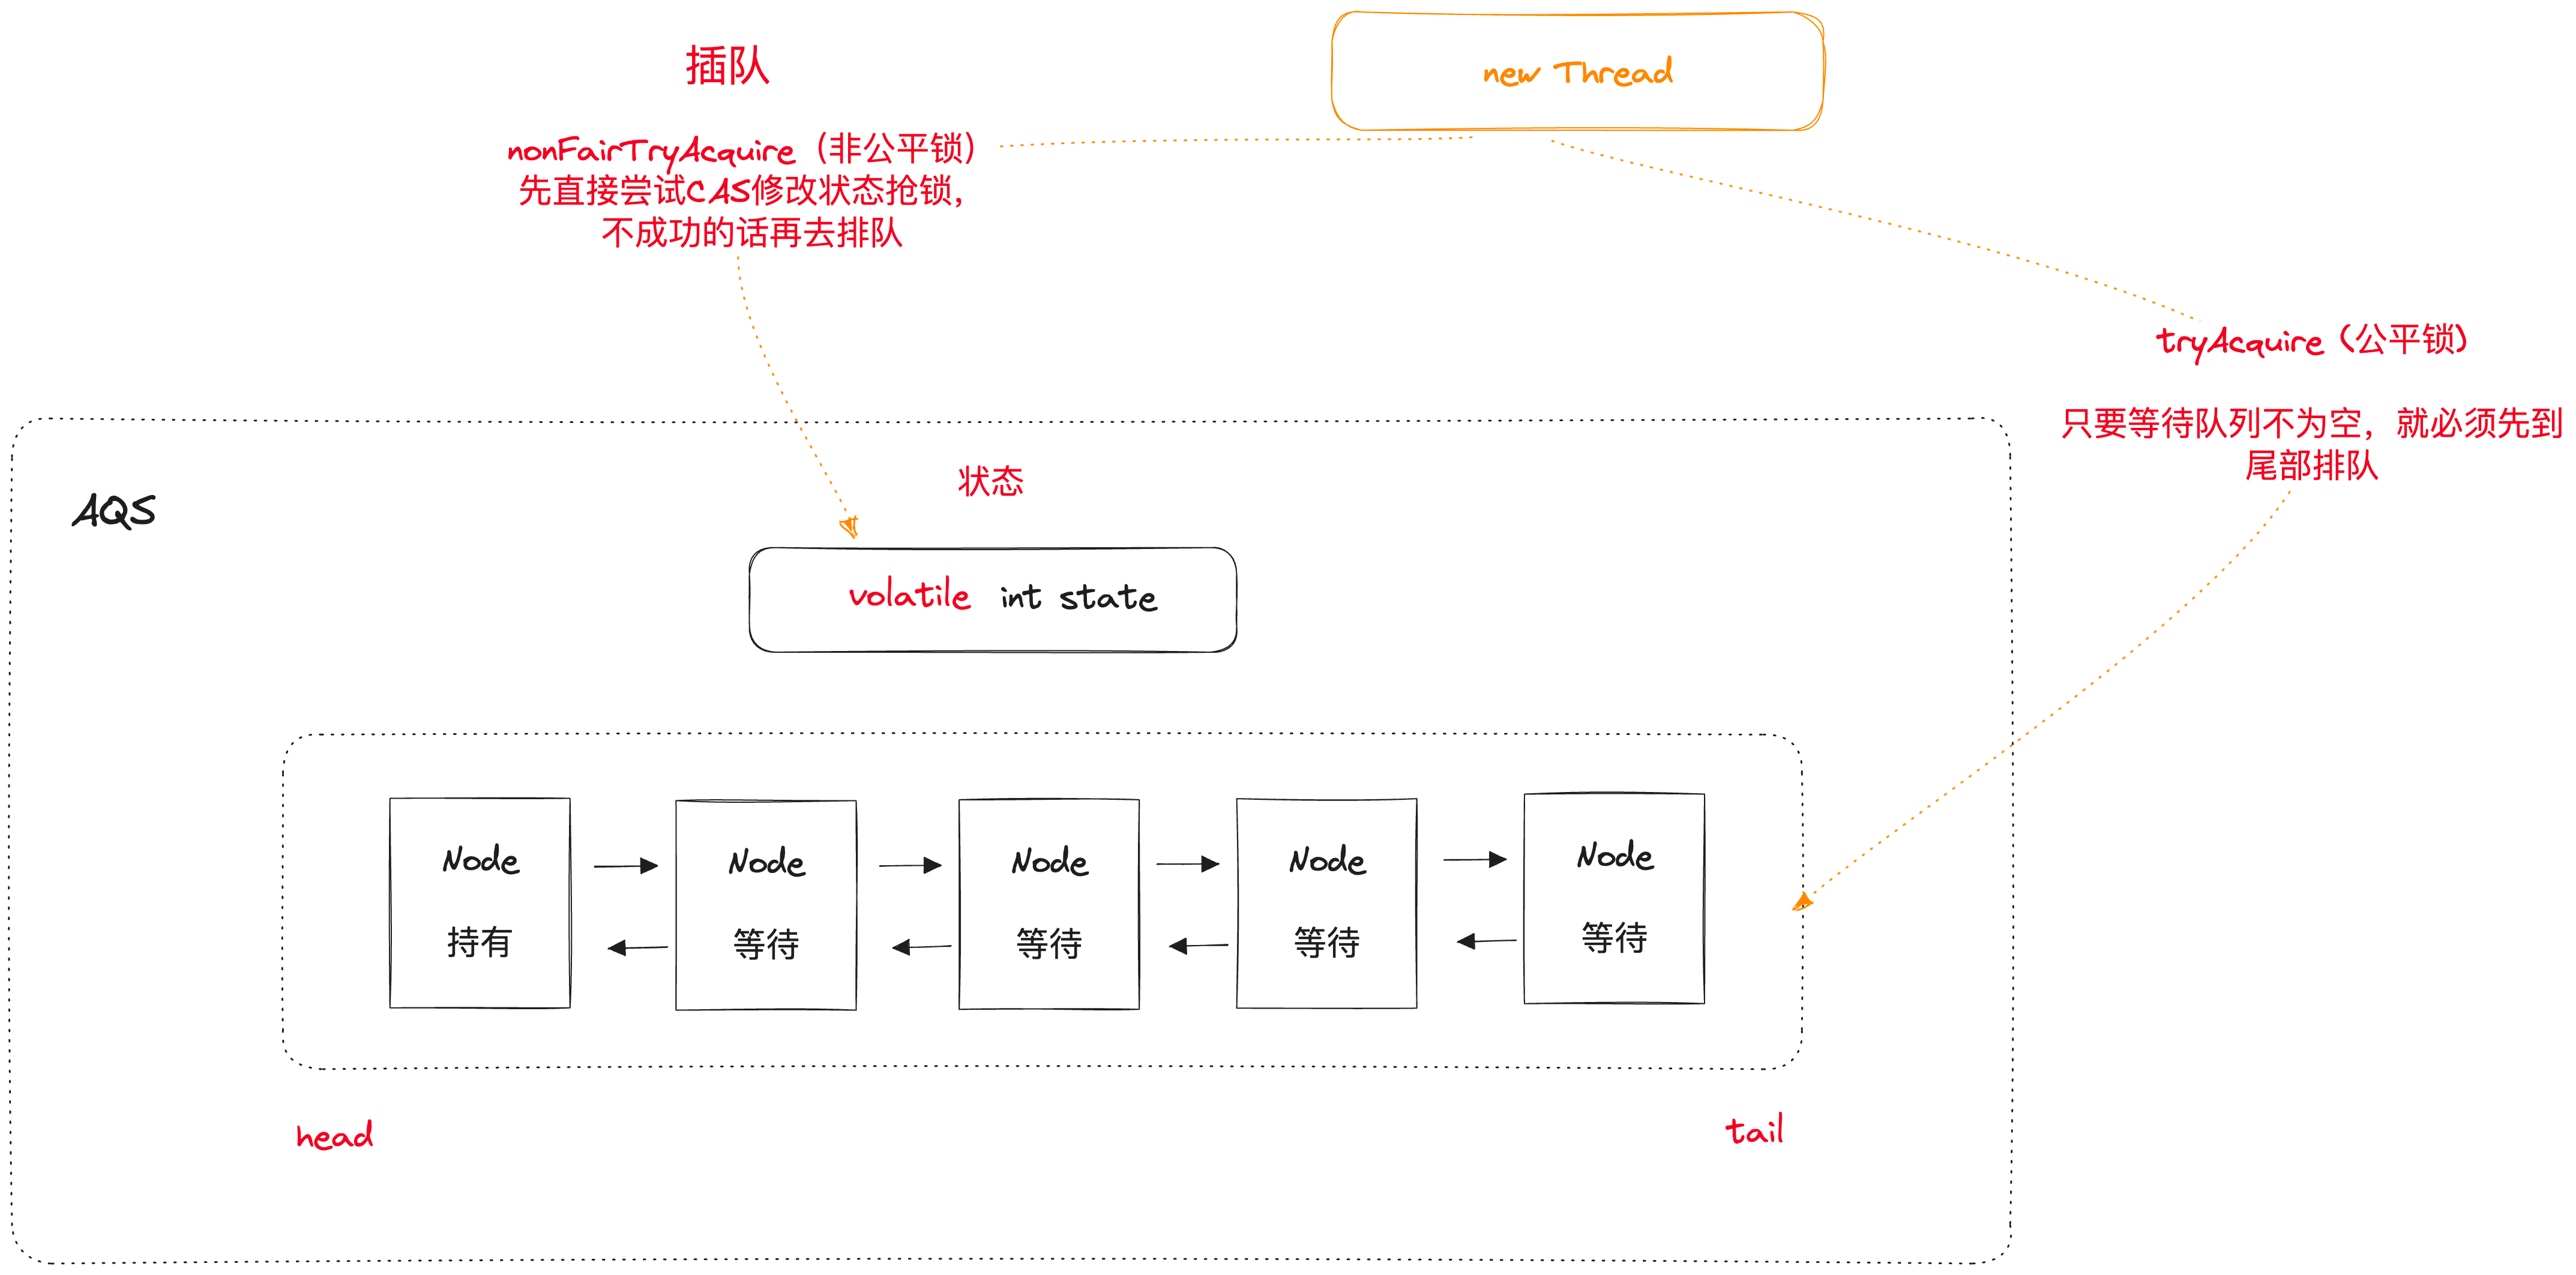 插队
new Thread
nonFairTryAcquire（非公平锁）
先直接尝试CAS修改状态抢锁，
不成功的话再去排队
tryAcquire（公平锁）
只要等待队列不为空，就必须先到
尾部排队
AQS
状态
volatile int state
Node
持有
Node
等待
Node
等待
Node
等待
Node
等待
head
tail